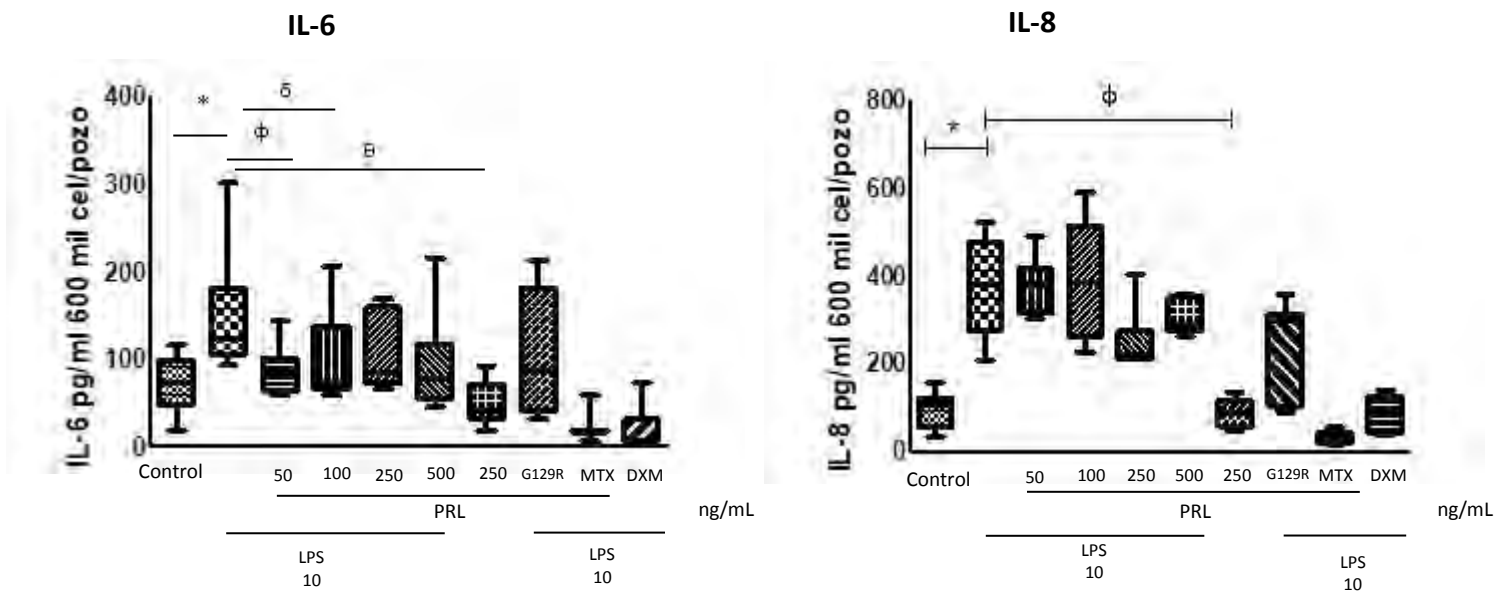 IL-6
IL-6 pg/ml 600 mil cel/pozo
400
300
200
100
0
*
δ
ϕ
B
Control
50 100 250 500 250 G129R MTX DXM
PRL ng/mL
LPS
10
LPS
10
IL-8
IL-8 pg/ml 600 mil cel/pozo
800
600
400
200
0
*
ϕ
Control
50 100 250 500 250 G129R MTX DXM
PRL ng/mL
LPS
10
LPS
10